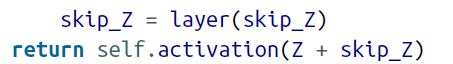 skip_Z = layer(skip_Z)
return self.activation(Z + skip_Z)